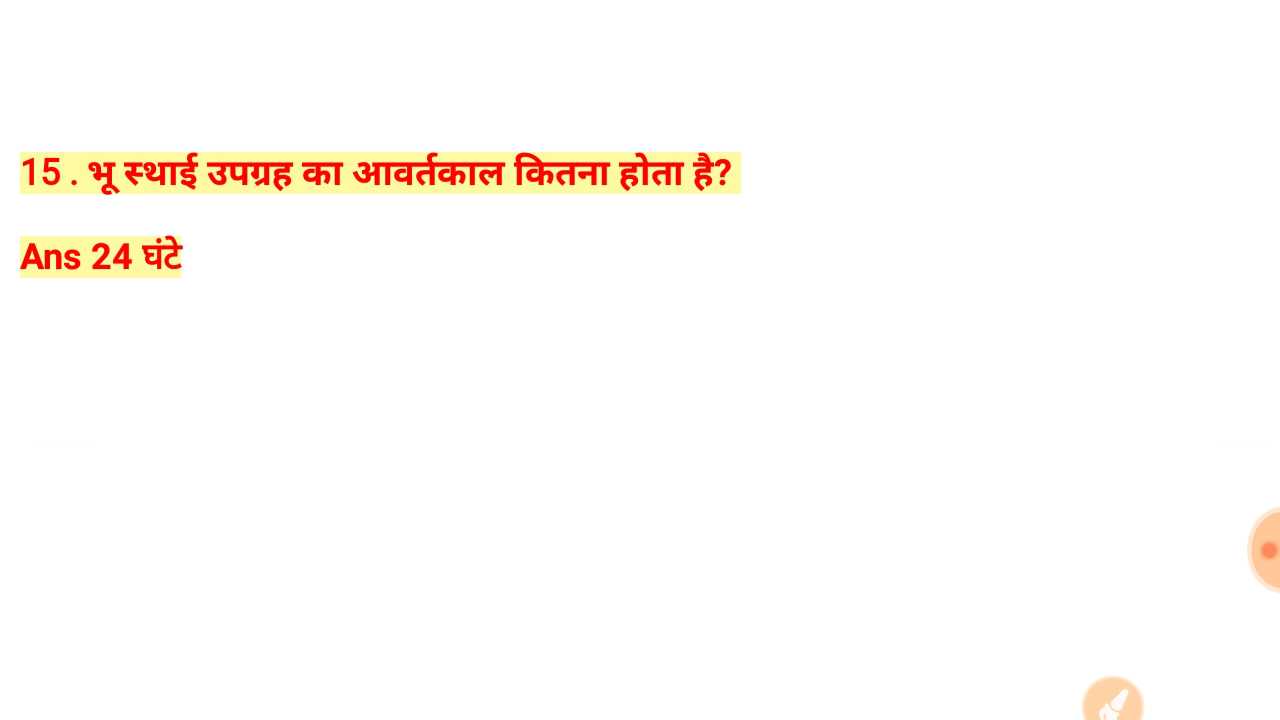 15 . भू स्थाई उपग्रह का आवर्तकाल कितना होता है?
Ans 24 घंटे